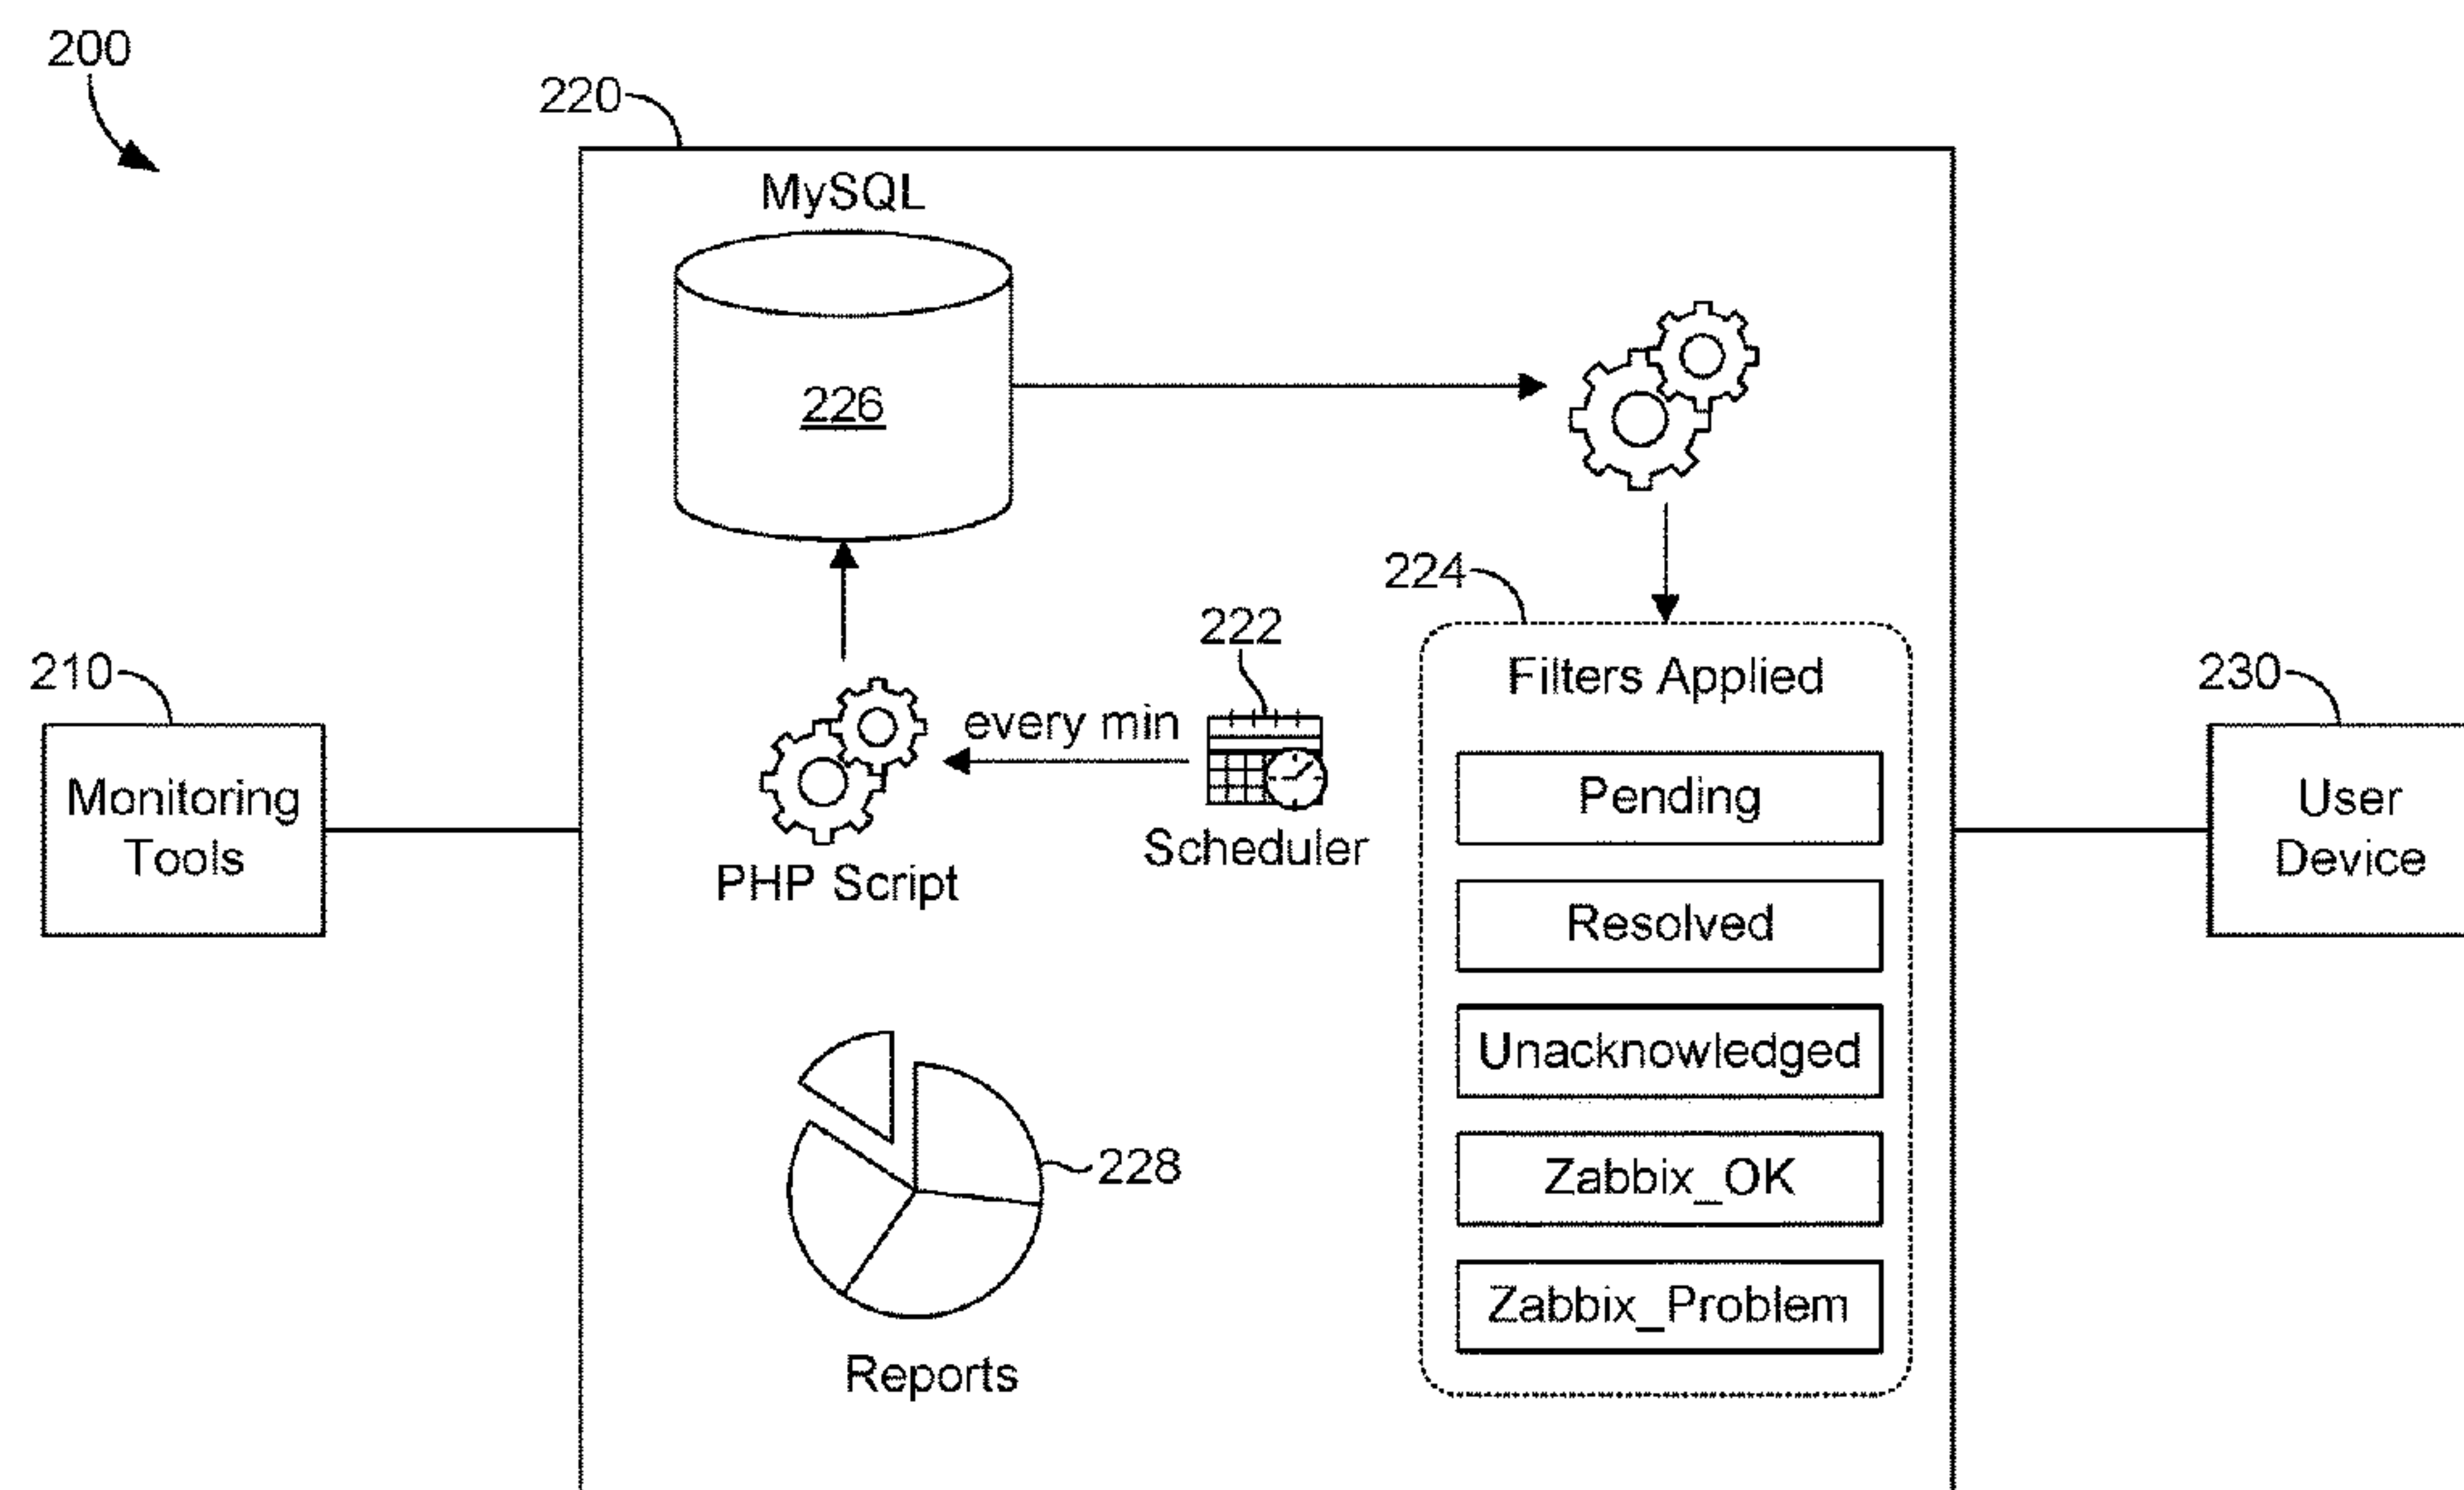 200
220
MySQL
226
224
222
210
230
Filters Applied
every min
Monitoring
Tools
Pending
User
Device
Scheduler
PHP Script
Resolved
Unacknowledged
228
Zabbix_OK
Zabbix_Problem
Reports